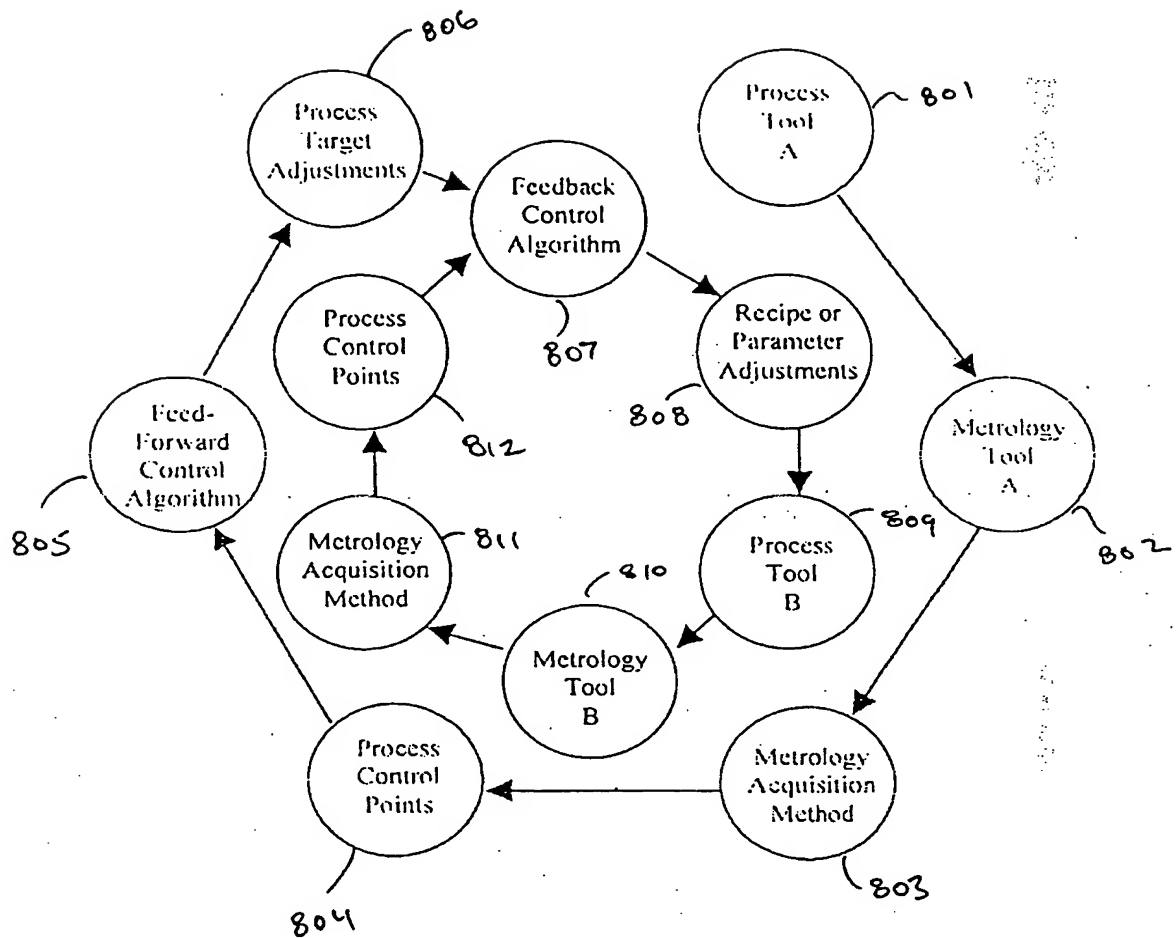 806
Process
Target
Adjustments
801
Process
Tool
A
Feedback
Control
Algorithm
807
Process
Control
Points
812
Recipe or
Parameter
Adjustments
808
Feed-
Forward
Control
Algorithm
805
Metrology
Tool
A
802
Metrology
Acquisition
Method
811
809
Process
Tool
B
810
Metrology
Tool
B
Process
Control
Points
804
Metrology
Acquisition
Method
803